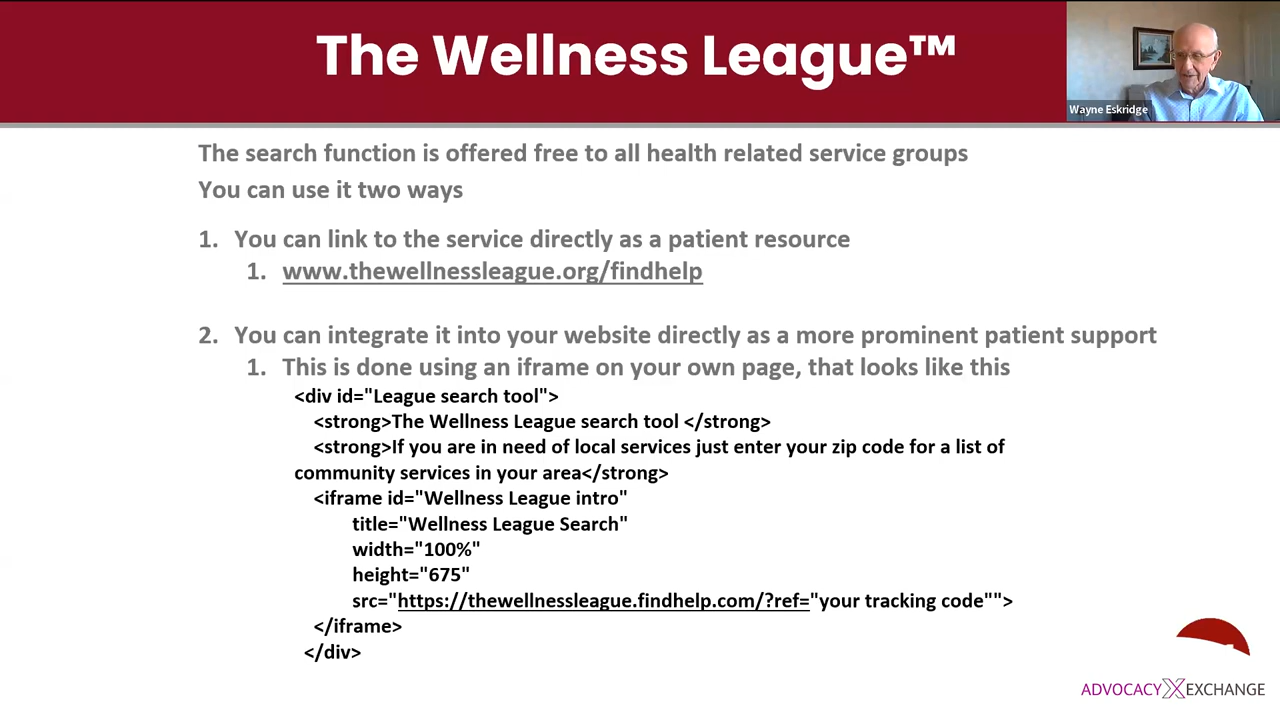 The Wellness League™
Wayne Eskridge
The search function is offered free to all health related service groups
You can use it two ways
1. You can link to the service directly as a patient resource
1. www.thewellnessleague.org/findhelp
2. You can integrate it into your website directly as a more prominent patient support
1. This is done using an iframe on your own page, that looks like this
<div id="League search tool">
<strong>The Wellness League search tool </strong>
<strong>If you are in need of local services just enter your zip code for a list of
community services in your area</strong>
<iframe id="Wellness League intro"
title="Wellness League Search"
width="100%"
height="675"
src="https://thewellnessleague.findhelp.com/?ref="your tracking code"">
</iframe>
</div>
ADVOCACY X EXCHANGE